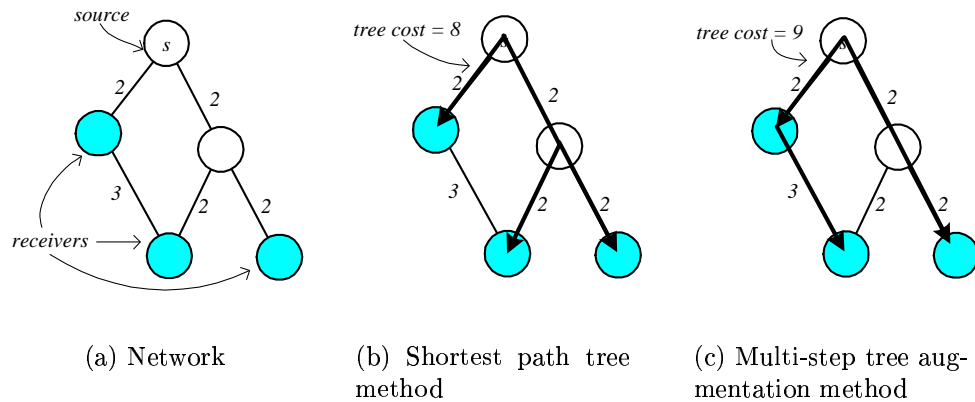 source
s
2
2
3
2
2
receivers
(a) Network
tree cost = 8
s
2
2
3
2
2
(b) Shortest path tree
method
tree cost = 9
s
2
2
3
2
2
(c) Multi-step tree aug-
mentation method